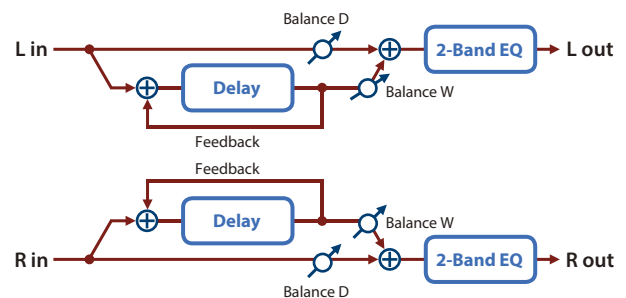 Balance D
L in
2-Band EQ
L out
Delay
Balance W
Feedback
Feedback
Delay
Balance W
R in
2-Band EQ
R out
Balance D